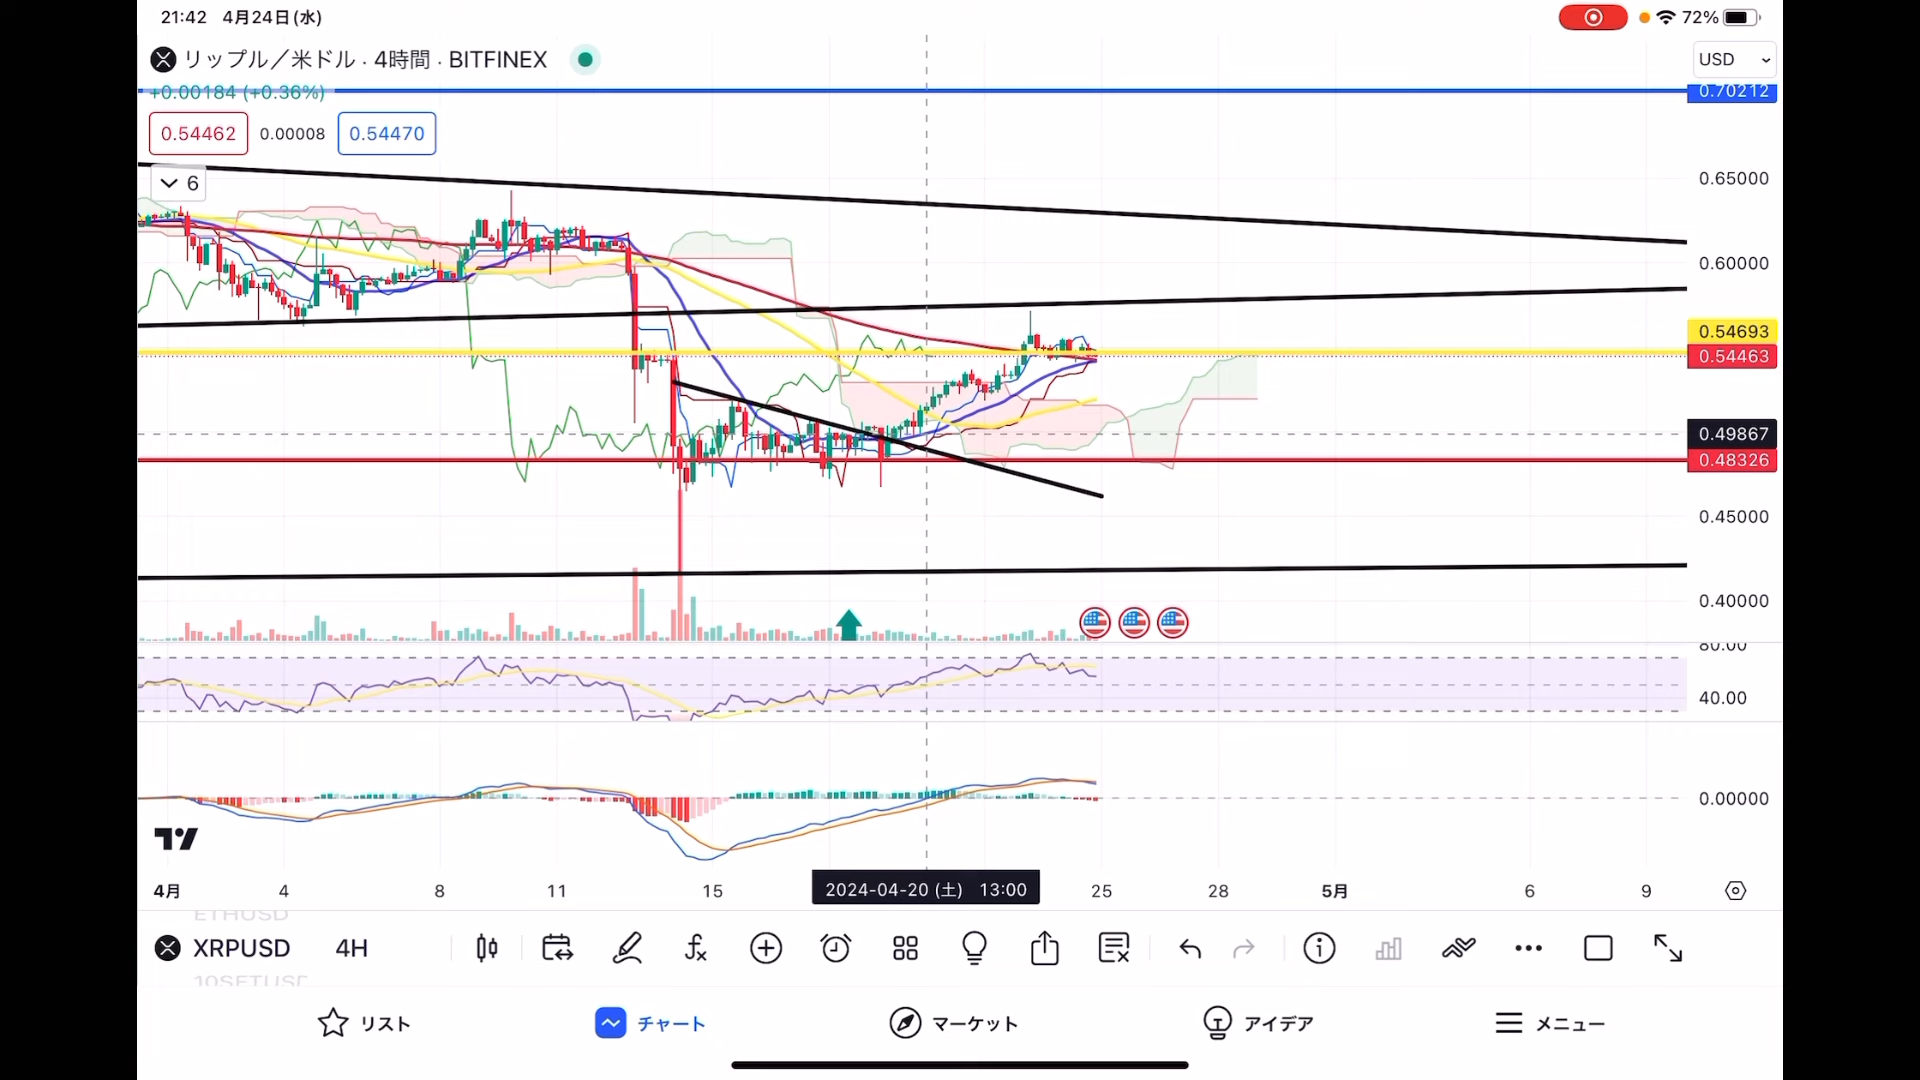 21:42 4月24日(水)
72%
リップル／米ドル · 4時間 · BITFINEX
USD
+0.00184 (+0.36%)
0.70212
0.54462 0.00008 0.54470
6
0.65000
0.60000
0.54693
0.54463
0.49867
0.48326
0.45000
0.40000
80.00
40.00
0.00000
4月 4 8 11 15 2024-04-20 (土) 13:00 25 28 5月 6 9
ETHUSD
XRPUSD 4H
リスト チャート マーケット アイデア メニュー